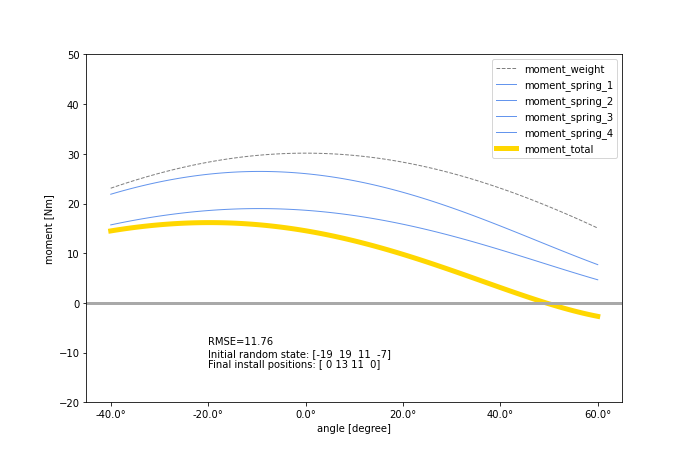 50
40
30
20
10
0
−10
−20
moment [Nm]
moment_weight
moment_spring_1
moment_spring_2
moment_spring_3
moment_spring_4
moment_total
RMSE=11.76
Initial random state: [-19  19  11  -7]
Final install positions: [ 0 13 11  0]
-40.0° -20.0° 0.0° 20.0° 40.0° 60.0°
angle [degree]